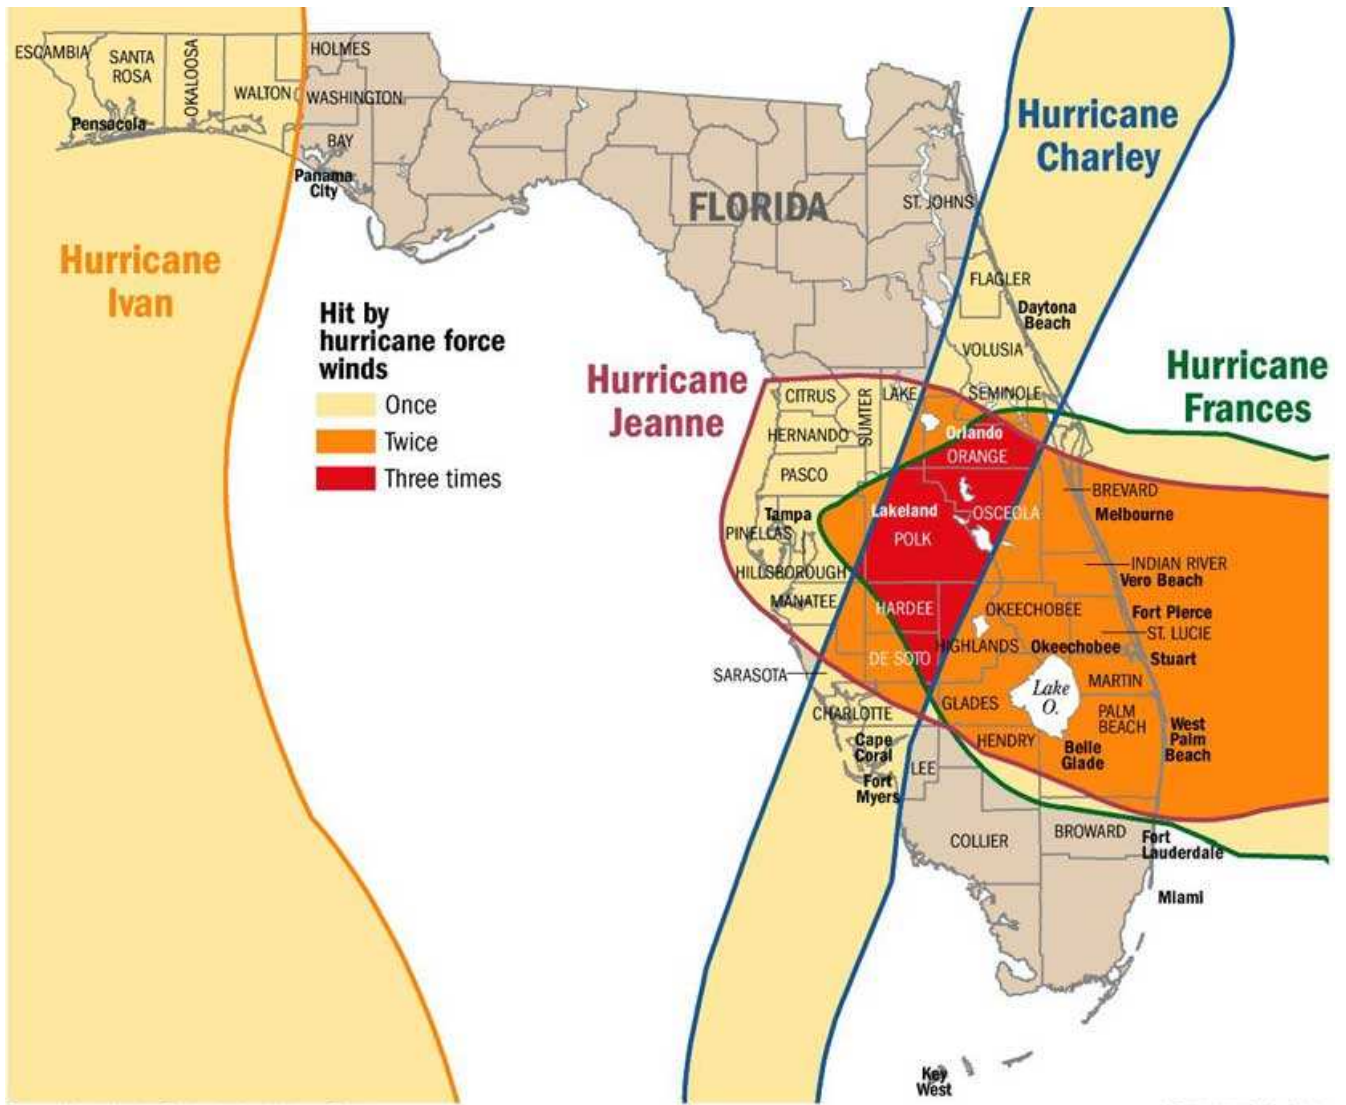 ESCAMBIA
SANTA
ROSA
OKALOOSA
WALTON
HOLMES
WASHINGTON
Pensacola
BAY
Panama
City
Hurricane
Ivan
FLORIDA
ST. JOHNS
Hurricane
Charley
FLAGLER
Daytona
Beach
VOLUSIA
Hit by
hurricane force
winds
Once
Twice
Three times
Hurricane
Jeanne
Hurricane
Frances
CITRUS
SUMTER
LAKE
SEMINOLE
HERNANDO
Orlando
ORANGE
PASCO
BREVARD
Melbourne
Tampa
Lakeland
OSCEOLA
PINELLAS
POLK
INDIAN RIVER
Vero Beach
HILLSBOROUGH
MANATEE
HARDEE
OKEECHOBEE
Fort Pierce
ST. LUCIE
HIGHLANDS
Okeechobee
Stuart
DE SOTO
SARASOTA
Lake
O.
MARTIN
CHARLOTTE
GLADES
PALM
BEACH
West
Palm
Beach
Cape
Coral
HENDRY
Belle
Glade
LEE
Fort
Myers
COLLIER
BROWARD
Fort
Lauderdale
Miami
Key
West